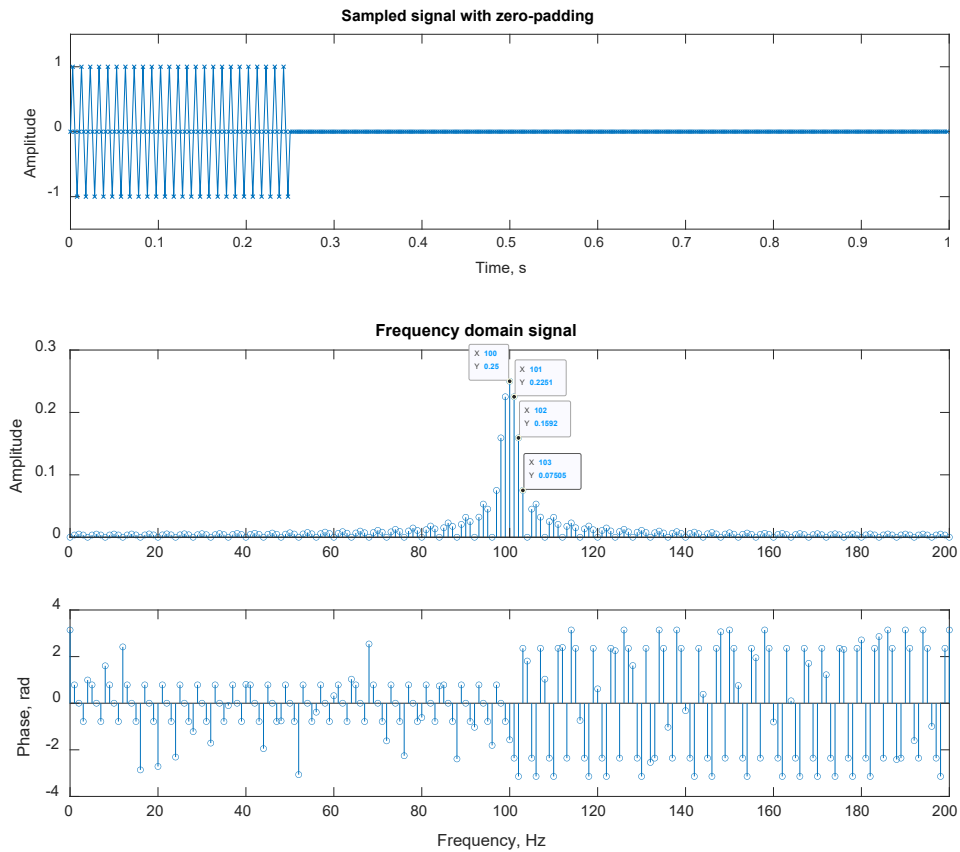 Sampled signal with zero-padding
1
0
-1
Amplitude
0 0.1 0.2 0.3 0.4 0.5 0.6 0.7 0.8 0.9 1
Time, s
Frequency domain signal
0.3
0.2
0.1
0
Amplitude
X 100
Y 0.25
X 101
Y 0.2251
X 102
Y 0.1592
X 103
Y 0.07505
0 20 40 60 80 100 120 140 160 180 200
4
2
0
-2
-4
Phase, rad
0 20 40 60 80 100 120 140 160 180 200
Frequency, Hz